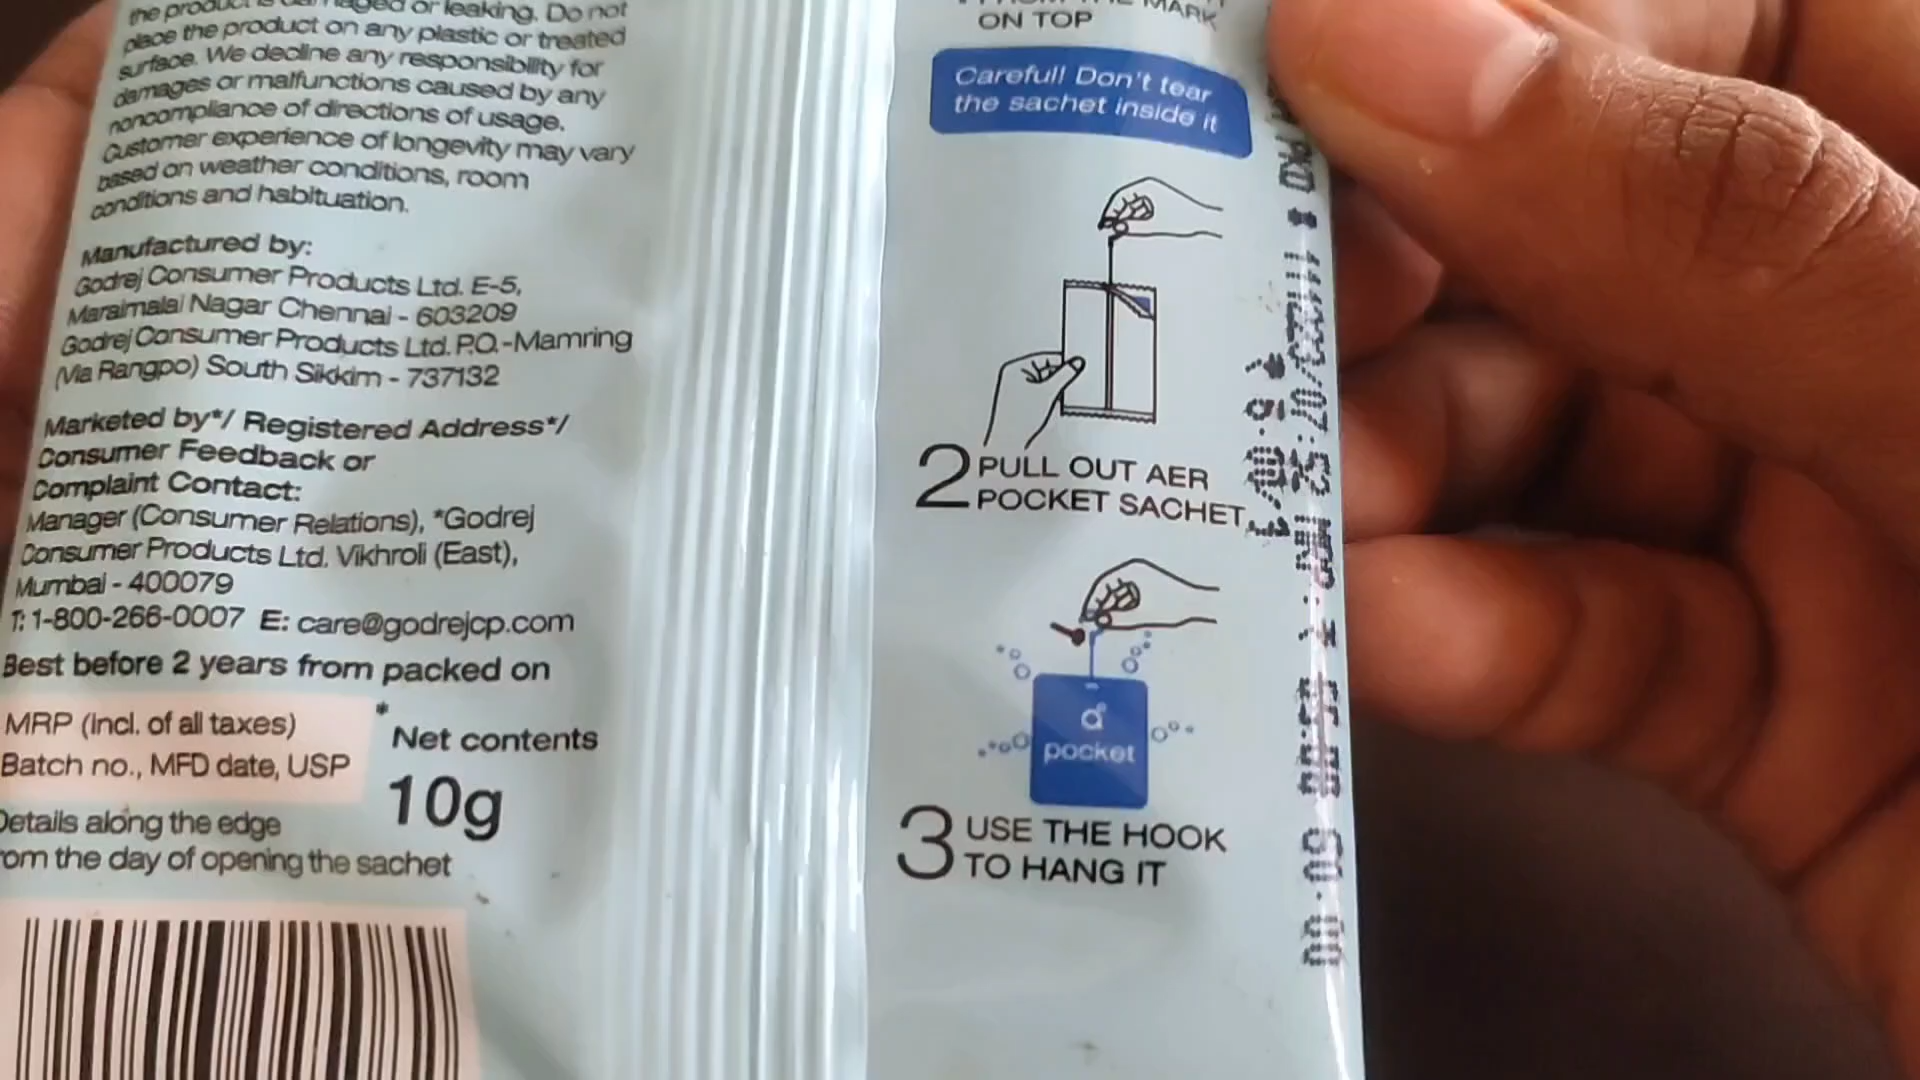 the product is damaged or leaking. Do not
place the product on any plastic or treated
surface. We decline any responsibility for
damages or malfunctions caused by any
noncompliance of directions of usage.
Customer experience of longevity may vary
based on weather conditions, room
conditions and habituation.
Manufactured by:
Godrej Consumer Products Ltd. E-5,
Maraimalai Nagar Chennai - 603209
Godrej Consumer Products Ltd. P.O.-Mamring
(Via Rangpo) South Sikkim - 737132
Marketed by*/ Registered Address*/
Consumer Feedback or
Complaint Contact:
Manager (Consumer Relations), *Godrej
Consumer Products Ltd. Vikhroli (East),
Mumbai - 400079
T: 1-800-266-0007 E: care@godrejcp.com
Best before 2 years from packed on
MRP (incl. of all taxes)
Batch no., MFD date, USP
*Net contents
10g
Details along the edge
from the day of opening the sachet
MARK
ON TOP
Careful! Don't tear
the sachet inside it
2 PULL OUT AER
POCKET SACHET
a
pocket
3 USE THE HOOK
TO HANG IT